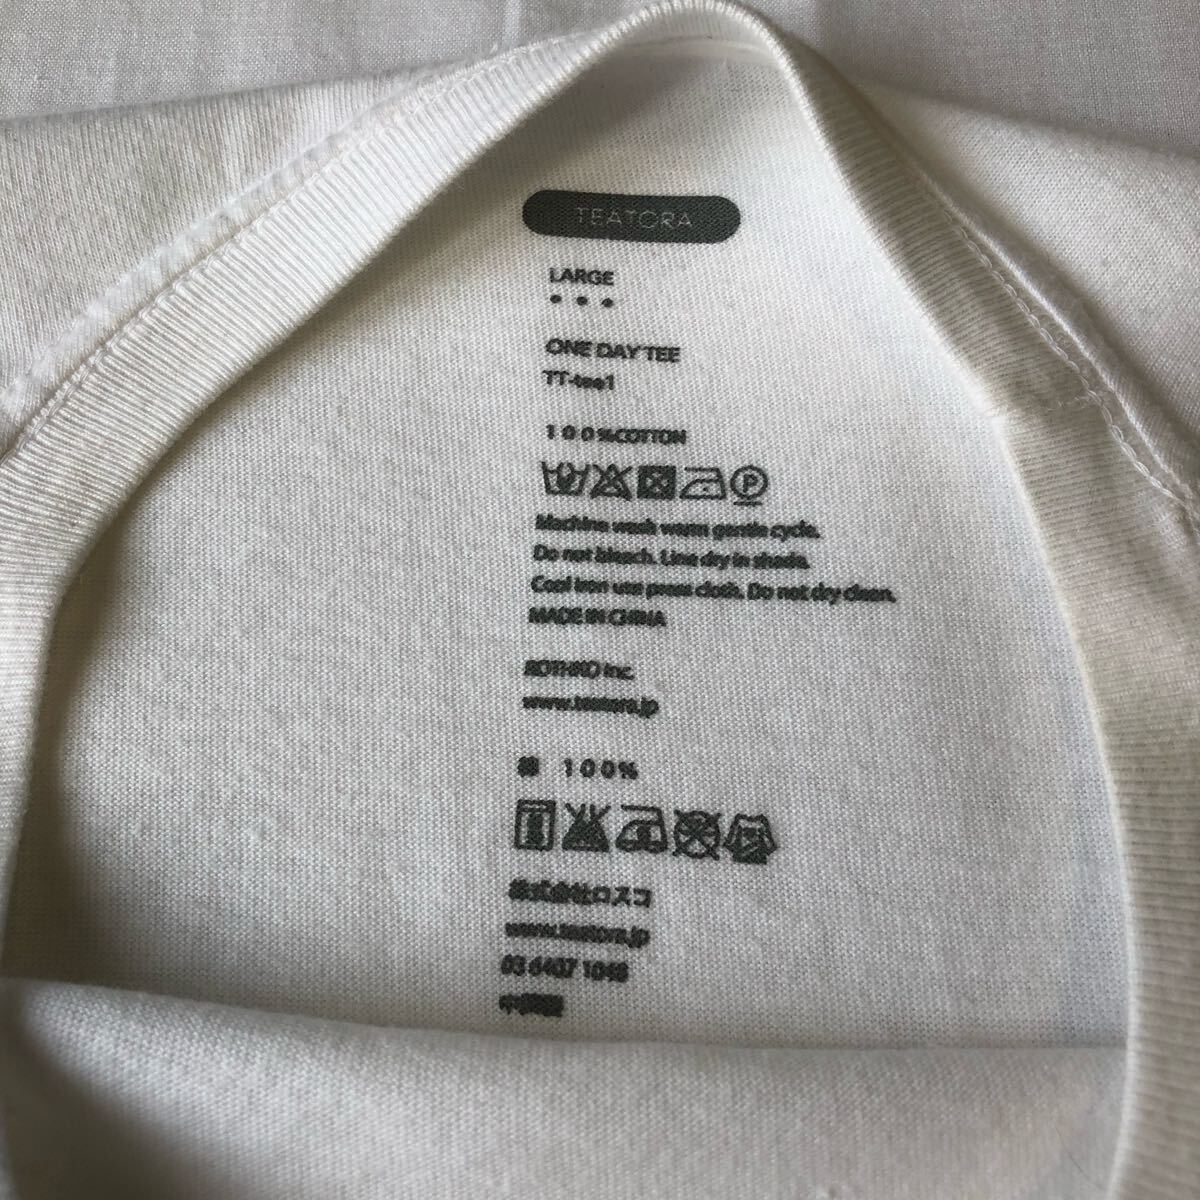 TEATORA
LARGE
• • •
ONE DAY TEE
TT-tee1
100%COTTON
P
Machine wash warm gentle cycle.
Do not bleach. Line dry in shade.
Cool iron use press cloth. Do not dry clean.
MADE IN CHINA
ROTHKO Inc.
www.teatora.jp
綿 100%
株式会社ロスコ
www.teatora.jp
03 6407 1048
中国製